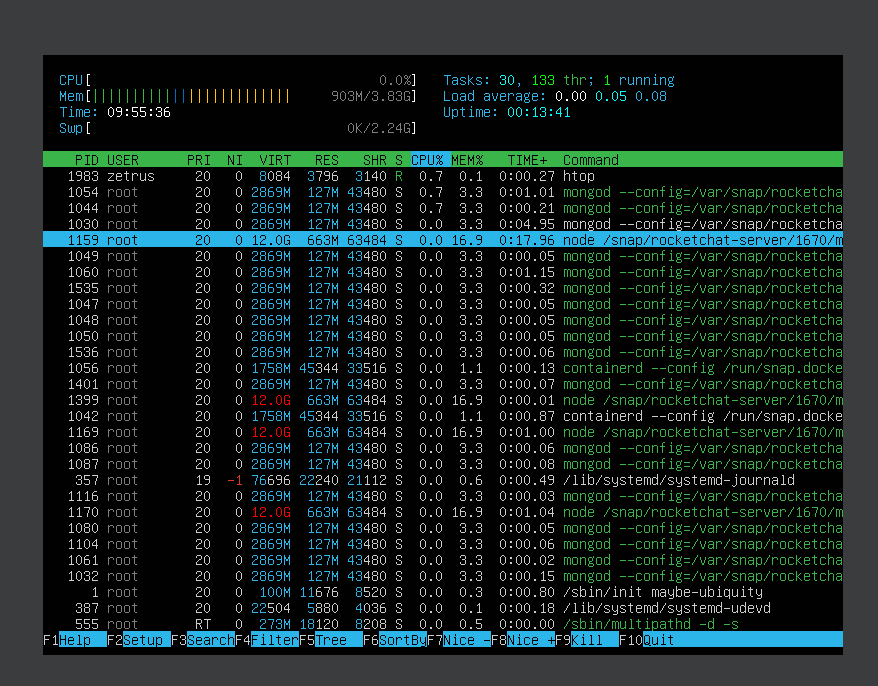 CPU[ 0.0%] Tasks: 30, 133 thr; 1 running
Mem[||||||||||||||||||||||||| 903M/3.83G] Load average: 0.00 0.05 0.08
Time: 09:55:36 Uptime: 00:13:41
Swp[ 0K/2.24G]
PID USER PRI NI VIRT RES SHR S CPU% MEM% TIME+ Command
1983 zetrus 20 0 8084 3796 3140 R 0.7 0.1 0:00.27 htop
1054 root 20 0 2869M 127M 43480 S 0.7 3.3 0:01.01 mongod --config=/var/snap/rocketcha
1044 root 20 0 2869M 127M 43480 S 0.7 3.3 0:00.21 mongod --config=/var/snap/rocketcha
1030 root 20 0 2869M 127M 43480 S 0.0 3.3 0:04.95 mongod --config=/var/snap/rocketcha
1159 root 20 0 12.0G 663M 63484 S 0.0 16.9 0:17.96 node /snap/rocketchat-server/1670/m
1049 root 20 0 2869M 127M 43480 S 0.0 3.3 0:00.05 mongod --config=/var/snap/rocketcha
1060 root 20 0 2869M 127M 43480 S 0.0 3.3 0:01.15 mongod --config=/var/snap/rocketcha
1535 root 20 0 2869M 127M 43480 S 0.0 3.3 0:00.32 mongod --config=/var/snap/rocketcha
1047 root 20 0 2869M 127M 43480 S 0.0 3.3 0:00.05 mongod --config=/var/snap/rocketcha
1048 root 20 0 2869M 127M 43480 S 0.0 3.3 0:00.05 mongod --config=/var/snap/rocketcha
1050 root 20 0 2869M 127M 43480 S 0.0 3.3 0:00.05 mongod --config=/var/snap/rocketcha
1536 root 20 0 2869M 127M 43480 S 0.0 3.3 0:00.06 mongod --config=/var/snap/rocketcha
1056 root 20 0 1758M 45344 33516 S 0.0 1.1 0:00.13 containerd --config /run/snap.docke
1401 root 20 0 2869M 127M 43480 S 0.0 3.3 0:00.07 mongod --config=/var/snap/rocketcha
1399 root 20 0 12.0G 663M 63484 S 0.0 16.9 0:00.01 node /snap/rocketchat-server/1670/m
1042 root 20 0 1758M 45344 33516 S 0.0 1.1 0:00.87 containerd --config /run/snap.docke
1169 root 20 0 12.0G 663M 63484 S 0.0 16.9 0:01.00 node /snap/rocketchat-server/1670/m
1086 root 20 0 2869M 127M 43480 S 0.0 3.3 0:00.06 mongod --config=/var/snap/rocketcha
1087 root 20 0 2869M 127M 43480 S 0.0 3.3 0:00.08 mongod --config=/var/snap/rocketcha
357 root 19 -1 76696 22240 21112 S 0.0 0.6 0:00.49 /lib/systemd/systemd-journald
1116 root 20 0 2869M 127M 43480 S 0.0 3.3 0:00.03 mongod --config=/var/snap/rocketcha
1170 root 20 0 12.0G 663M 63484 S 0.0 16.9 0:01.04 node /snap/rocketchat-server/1670/m
1080 root 20 0 2869M 127M 43480 S 0.0 3.3 0:00.05 mongod --config=/var/snap/rocketcha
1104 root 20 0 2869M 127M 43480 S 0.0 3.3 0:00.06 mongod --config=/var/snap/rocketcha
1061 root 20 0 2869M 127M 43480 S 0.0 3.3 0:00.02 mongod --config=/var/snap/rocketcha
1032 root 20 0 2869M 127M 43480 S 0.0 3.3 0:00.15 mongod --config=/var/snap/rocketcha
1 root 20 0 100M 11676 8520 S 0.0 0.3 0:00.80 /sbin/init maybe-ubiquity
387 root 20 0 22504 5880 4036 S 0.0 0.1 0:00.18 /lib/systemd/systemd-udevd
555 root RT 0 273M 18120 8208 S 0.0 0.5 0:00.00 /sbin/multipathd -d -s
F1Help F2Setup F3SearchF4FilterF5Tree F6SortByF7Nice -F8Nice +F9Kill F10Quit